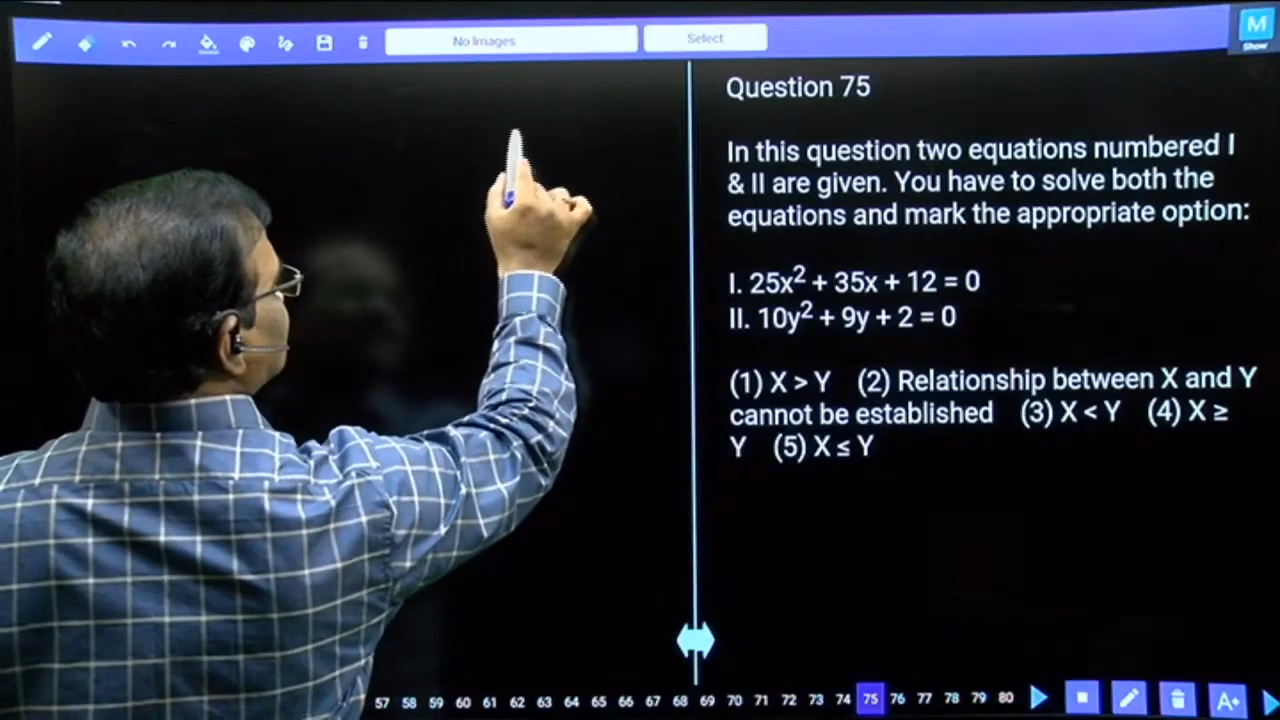 No Images
Select
M
Show
Question 75
In this question two equations numbered I
& II are given. You have to solve both the
equations and mark the appropriate option:
I. 25x² + 35x + 12 = 0
II. 10y² + 9y + 2 = 0
(1) X > Y (2) Relationship between X and Y
cannot be established (3) X < Y (4) X ≥
Y (5) X ≤ Y
57 58 59 60 61 62 63 64 65 66 67 68 69 70 71 72 73 74 75 76 77 78 79 80
A+